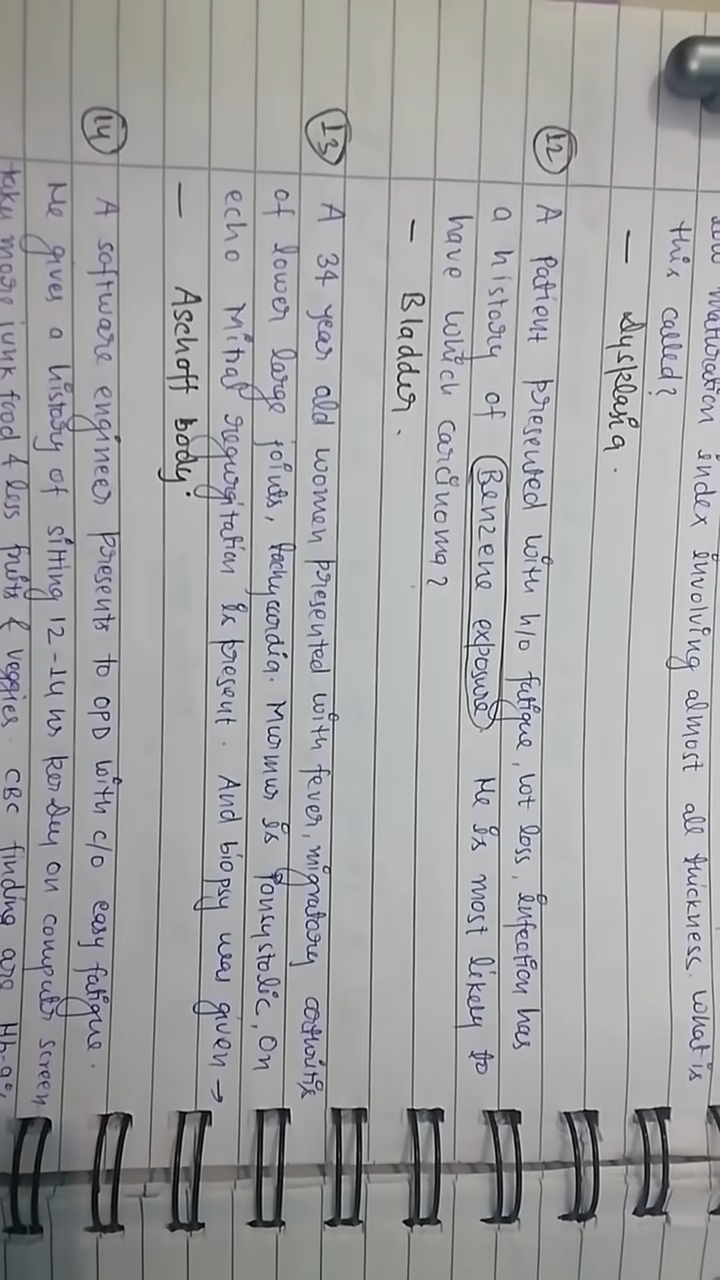 maturation index involving almost all thickness. What is
this called?
— dysplasia.
12 A patient presented with h/o fatigue, wt loss, infection has
a history of Benzene exposure. He is most likely to
have which carcinoma?
- Bladder.
13 A 34 year old women presented with fever, migratory arthritis
of lower large joints, tachycardia. Murmur is Pansystolic, On
echo Mitral regurgitation is present. And biopsy was given →
— Aschoff body.
14 A software engineer presents to OPD with c/o easy fatigue.
He gives a history of sitting 12-14 hrs per day on computer screen
take more junk food & less fruits & veggies. CBC finding are Hb-9%,